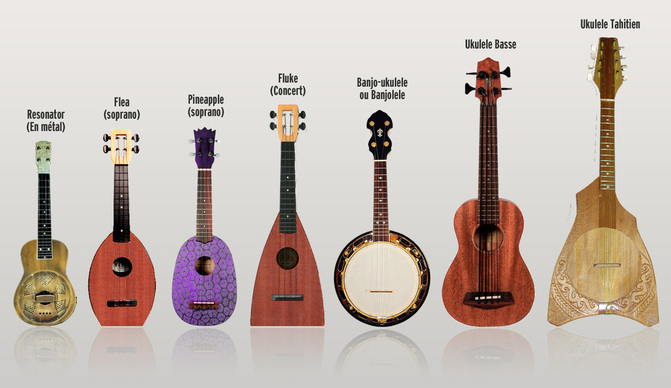 Resonator
(En métal)
Flea
(soprano)
Pineapple
(soprano)
Fluke
(Concert)
Banjo-ukulele
ou Banjolele
Ukulele Basse
Ukulele Tahitien